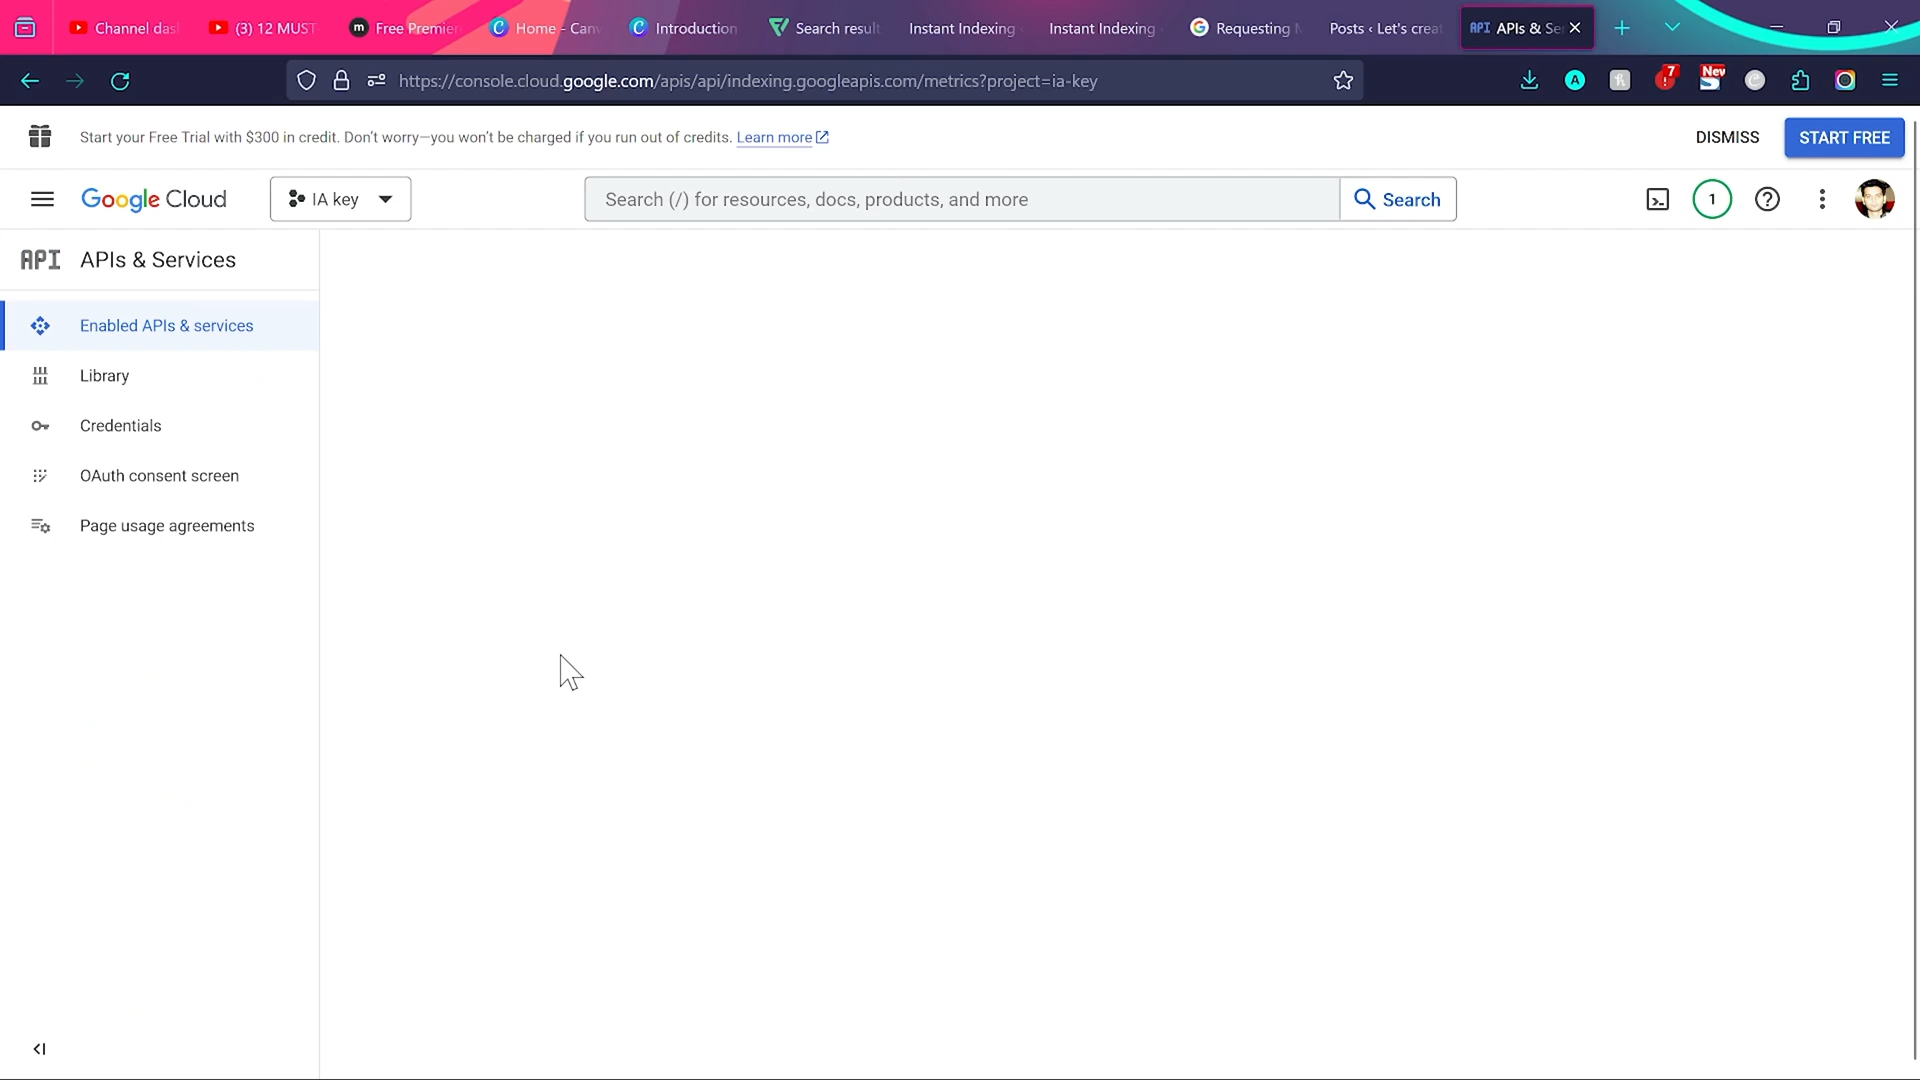 Channel das
(3) 12 MUST
Free Premier
Home - Canv
Introduction
Search result
Instant Indexing
Instant Indexing
Requesting
Posts ‹ Let's creat
API APIs & Se
https://console.cloud.google.com/apis/api/indexing.googleapis.com/metrics?project=ia-key
A
7
New
Start your Free Trial with $300 in credit. Don't worry—you won't be charged if you run out of credits. Learn more
DISMISS
START FREE
Google Cloud
IA key
Search (/) for resources, docs, products, and more
Search
1
API APIs & Services
Enabled APIs & services
Library
Credentials
OAuth consent screen
Page usage agreements